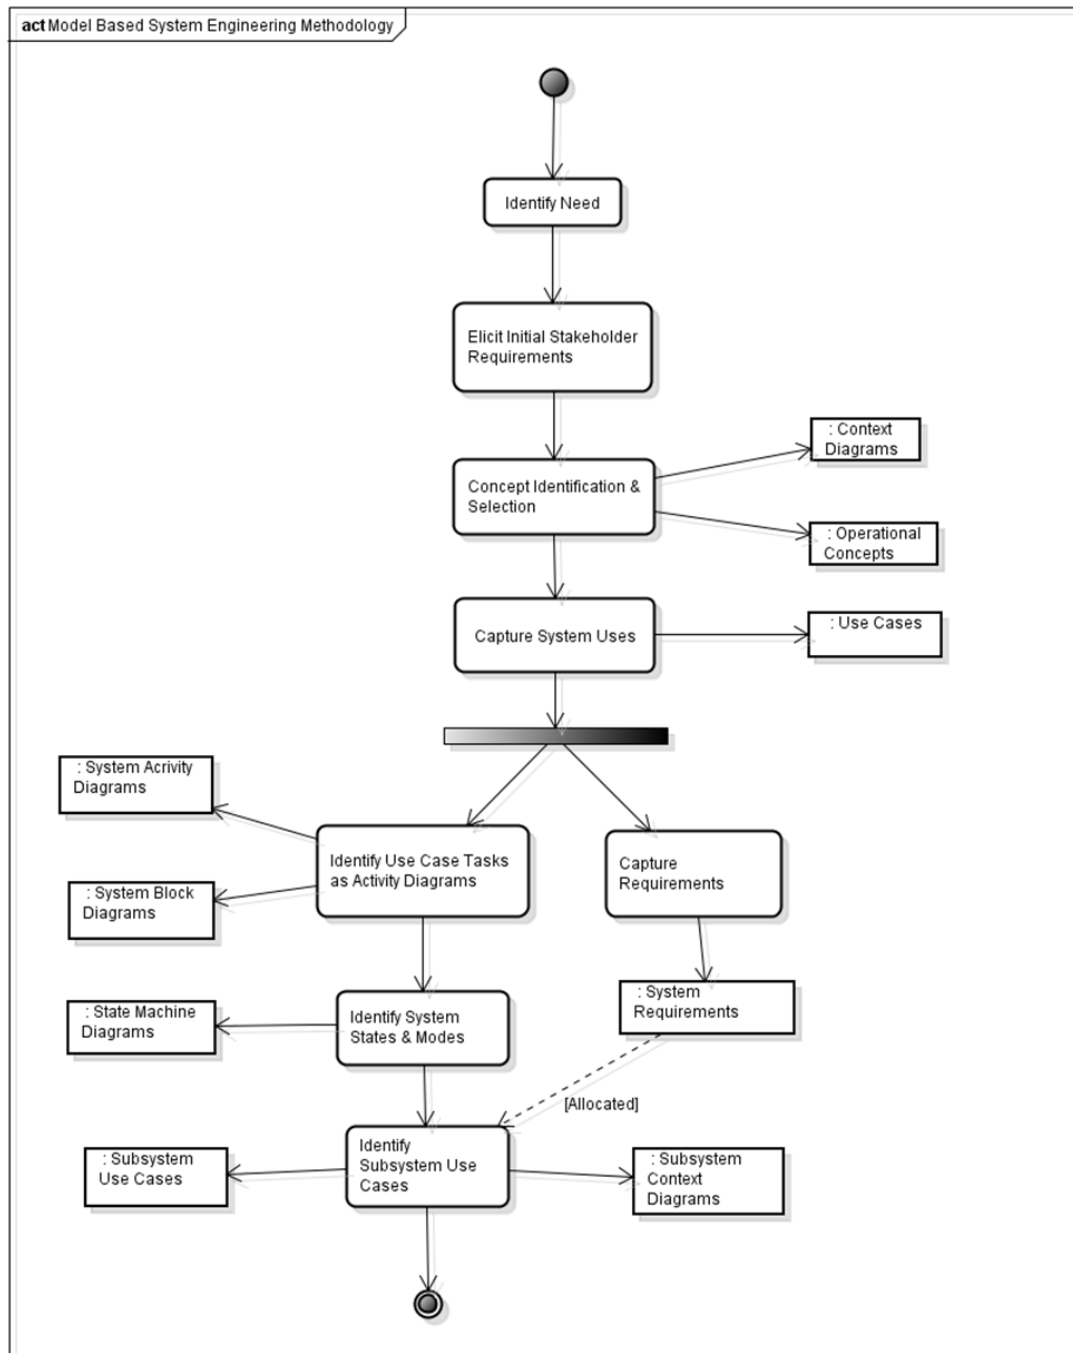 act Model Based System Engineering Methodology
Identify Need
Elicit Initial Stakeholder
Requirements
: Context
Diagrams
Concept Identification &
Selection
: Operational
Concepts
Capture System Uses
: Use Cases
: System Acrivity
Diagrams
Identify Use Case Tasks
as Activity Diagrams
Capture
Requirements
: System Block
Diagrams
: State Machine
Diagrams
Identify System
States & Modes
: System
Requirements
[Allocated]
: Subsystem
Use Cases
Identify
Subsystem Use
Cases
: Subsystem
Context
Diagrams